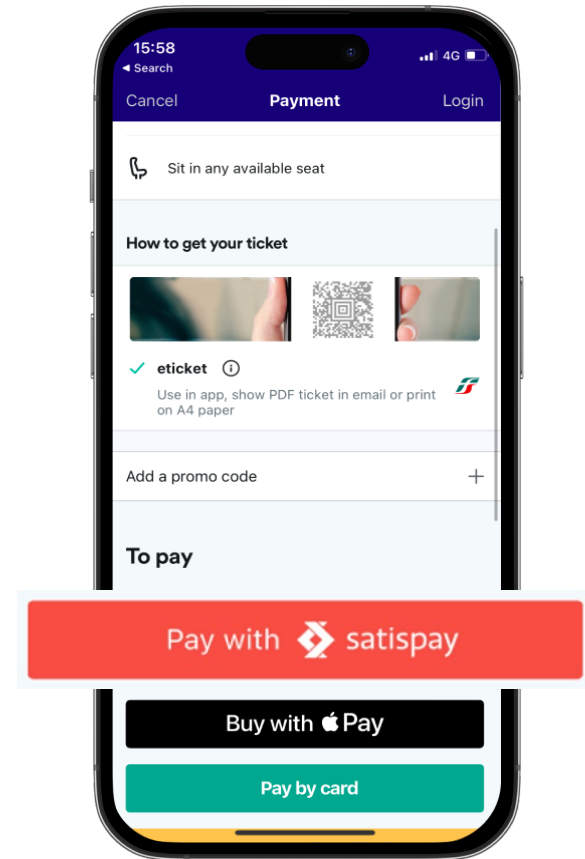 15:58
4G
◀ Search
Cancel
Payment
Login
Sit in any available seat
How to get your ticket
eticket
Use in app, show PDF ticket in email or print
on A4 paper
Add a promo code
To pay
Pay with satispay
Buy with Pay
Pay by card